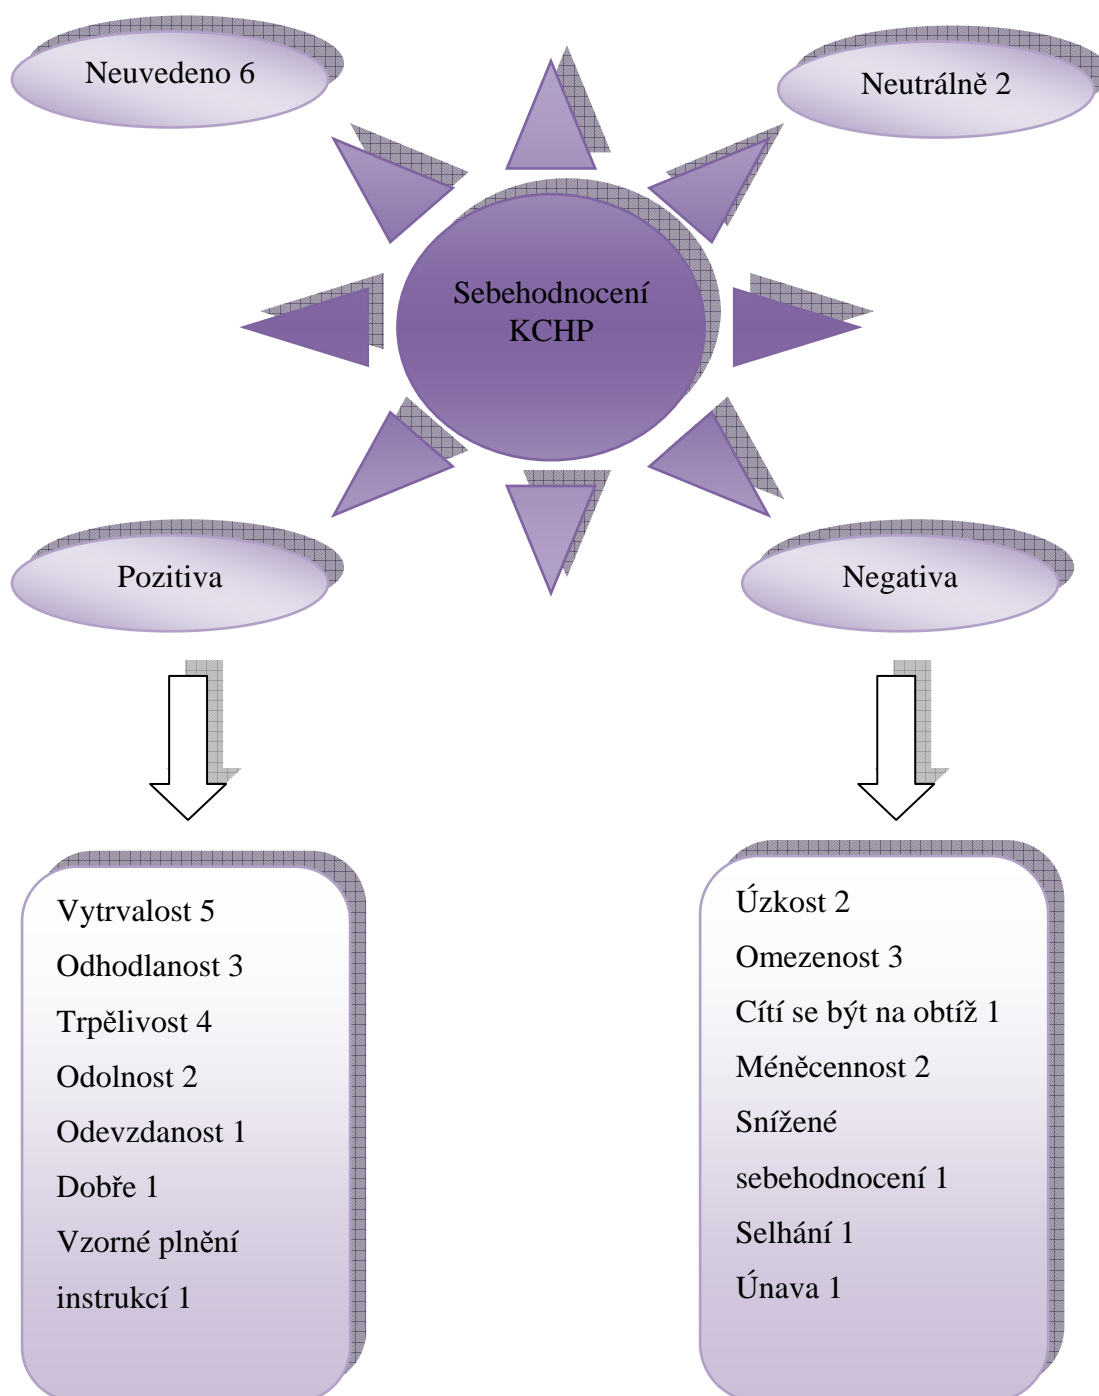 Neuvedeno 6
Neutrálně 2
Sebehodnocení
KCHP
Pozitiva
Negativa
Vytrvalost 5
Odhodlanost 3
Trpělivost 4
Odolnost 2
Odevzdanost 1
Dobře 1
Vzorné plnění
instrukcí 1
Úzkost 2
Omezenost 3
Cítí se být na obtíž 1
Méněcennost 2
Snížené
sebehodnocení 1
Selhání 1
Únava 1